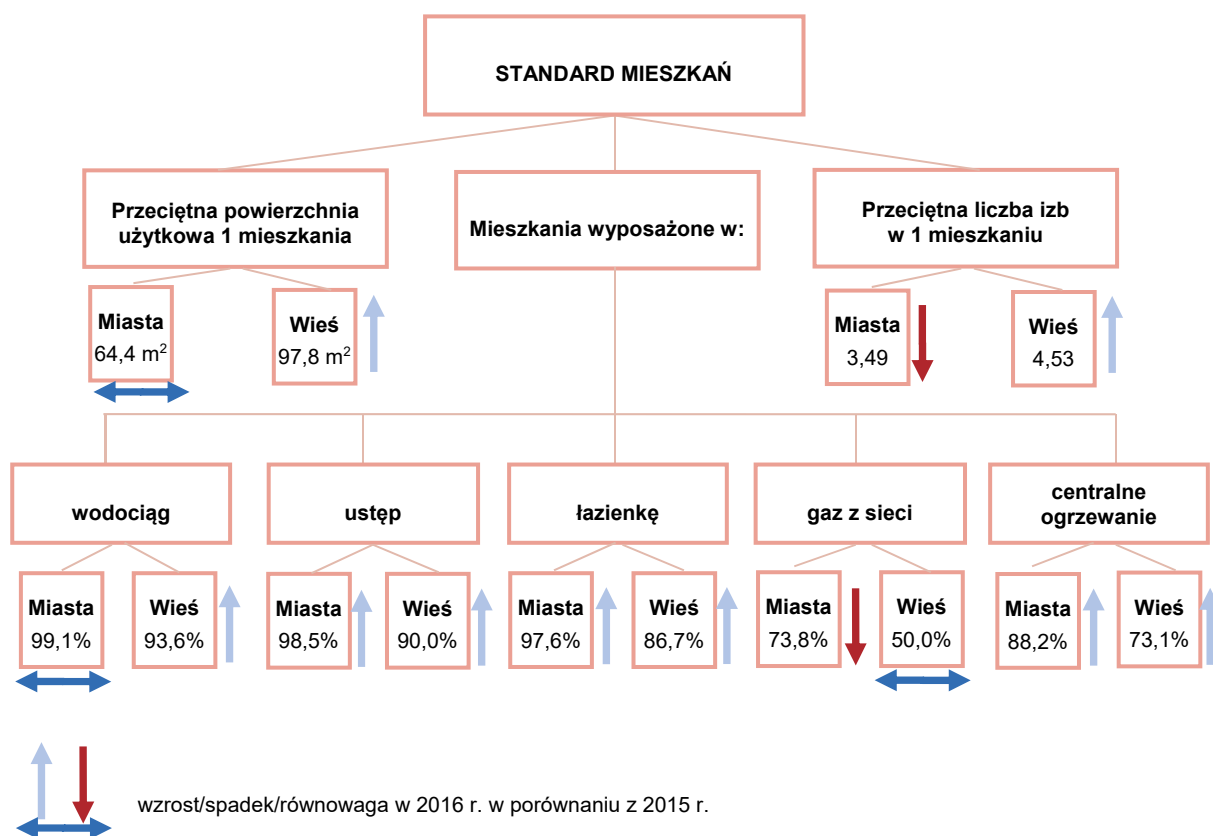 STANDARD MIESZKAŃ
Przeciętna powierzchnia
użytkowa 1 mieszkania
Mieszkania wyposażone w:
Przeciętna liczba izb
w 1 mieszkaniu
Miasta
64,4 m²
Wieś
97,8 m²
Miasta
3,49
Wieś
4,53
wodociąg
ustęp
łazienkę
gaz z sieci
centralne
ogrzewanie
Miasta
99,1%
Wieś
93,6%
Miasta
98,5%
Wieś
90,0%
Miasta
97,6%
Wieś
86,7%
Miasta
73,8%
Wieś
50,0%
Miasta
88,2%
Wieś
73,1%
wzrost/spadek/równowaga w 2016 r. w porównaniu z 2015 r.